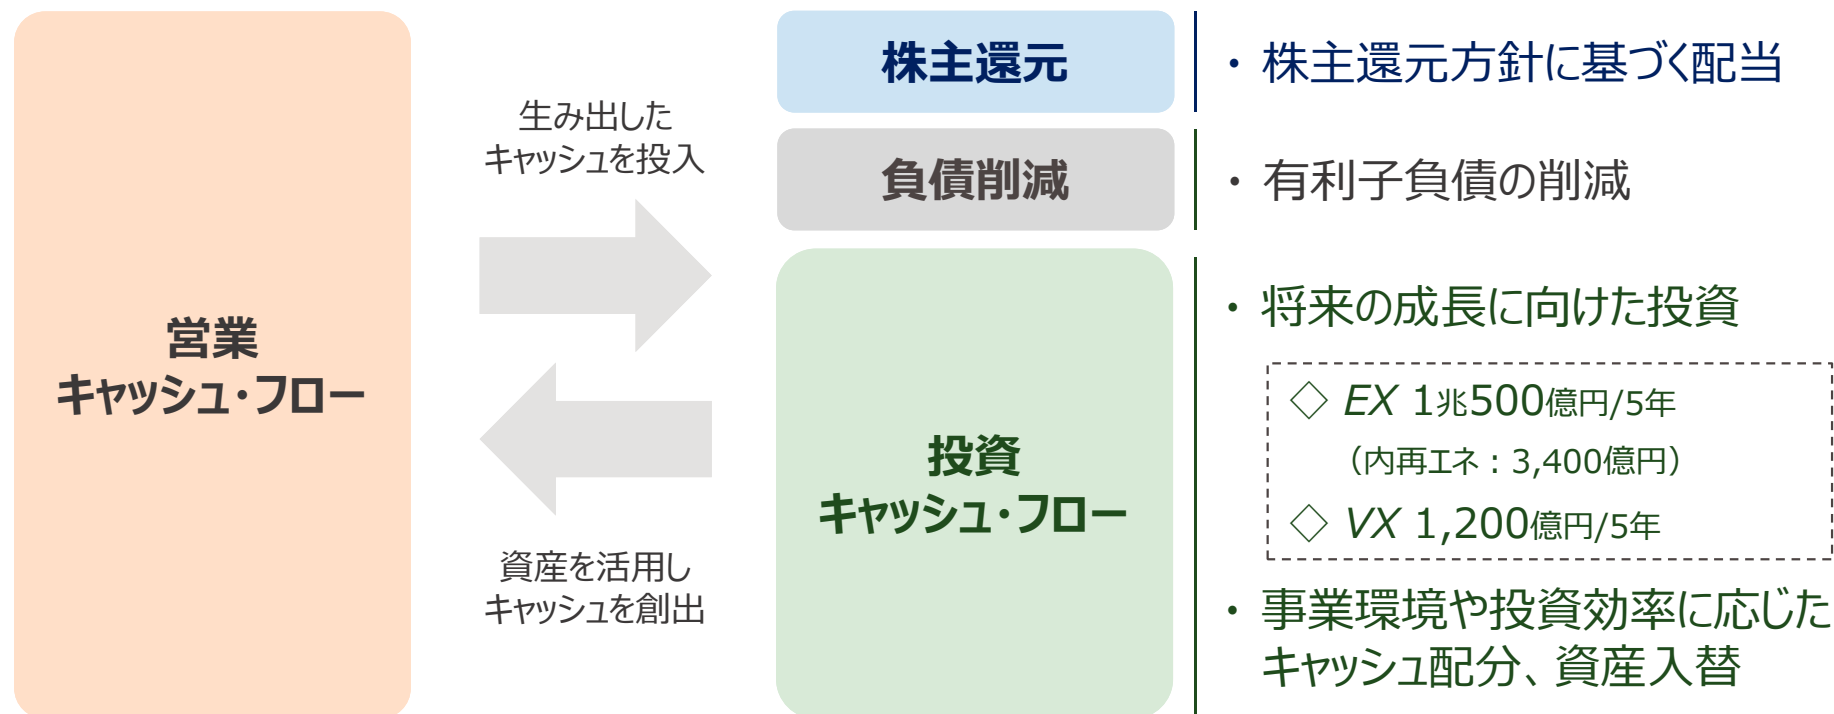 営業
キャッシュ・フロー
生み出した
キャッシュを投入
資産を活用し
キャッシュを創出
株主還元
・ 株主還元方針に基づく配当
負債削減
・ 有利子負債の削減
投資
キャッシュ・フロー
・ 将来の成長に向けた投資
◇ EX 1兆500億円/5年
（内再エネ：3,400億円）
◇ VX 1,200億円/5年
・ 事業環境や投資効率に応じた
キャッシュ配分、資産入替